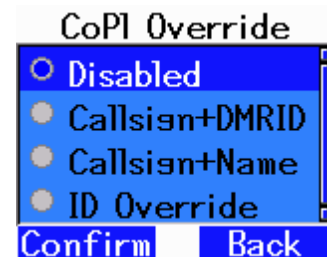 CoPl Override
Disabled
Callsign+DMRID
Callsign+Name
ID Override
Confirm Back